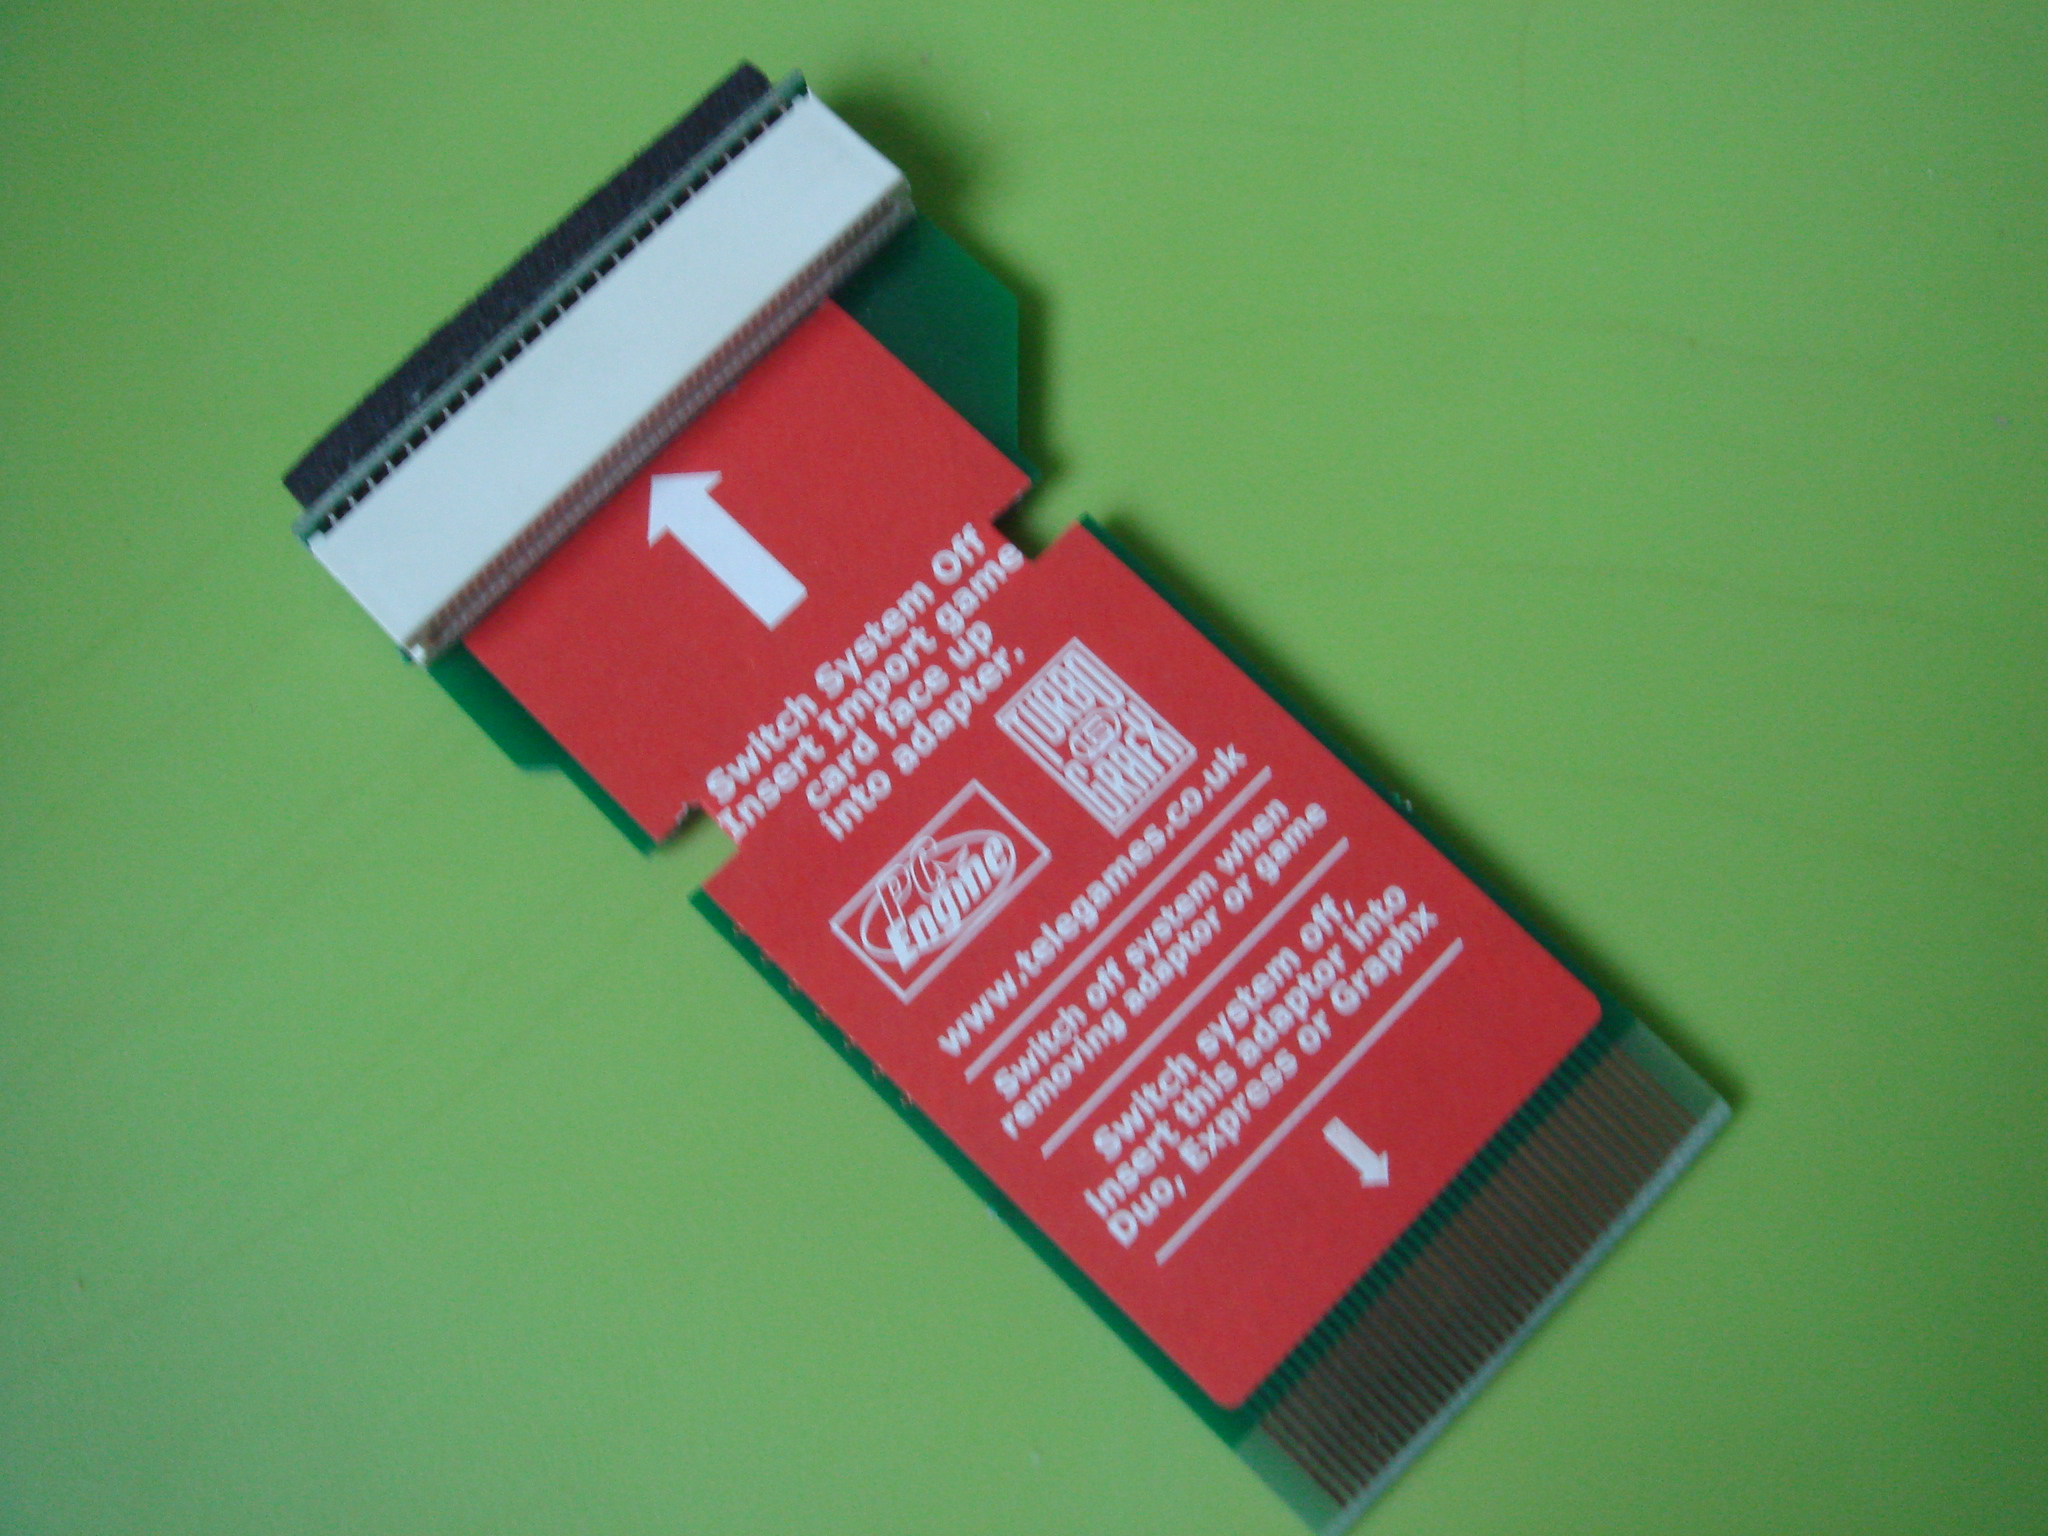 Switch System Off
Insert Import game
card face up
into adapter.
PC
Engine
TURBO
16
GRAFX
www.telegames.co.uk
Switch off system when
removing adaptor or game
Switch system off,
insert this adaptor into
Duo, Express or Graphx